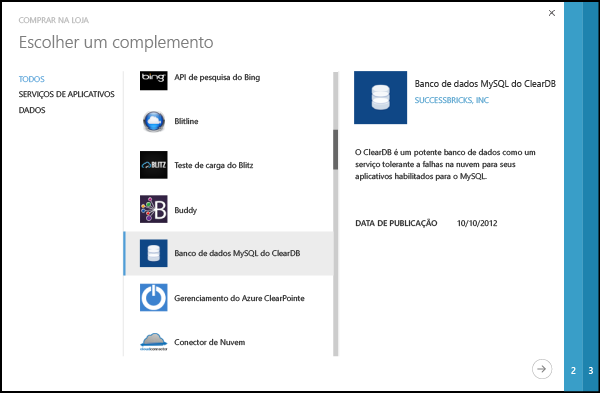 COMPRAR NA LOJA
Escolher um complemento
TODOS
SERVIÇOS DE APLICATIVOS
DADOS
bing
API de pesquisa do Bing
Blitline
BLITZ
Teste de carga do Blitz
B
Buddy
Banco de dados MySQL do ClearDB
Gerenciamento do Azure ClearPointe
cloudconnector
Conector de Nuvem
Banco de dados MySQL do ClearDB
SUCCESSBRICKS, INC
O ClearDB é um potente banco de dados como um
serviço tolerante a falhas na nuvem para seus
aplicativos habilitados para o MySQL.
DATA DE PUBLICAÇÃO 10/10/2012
2 3